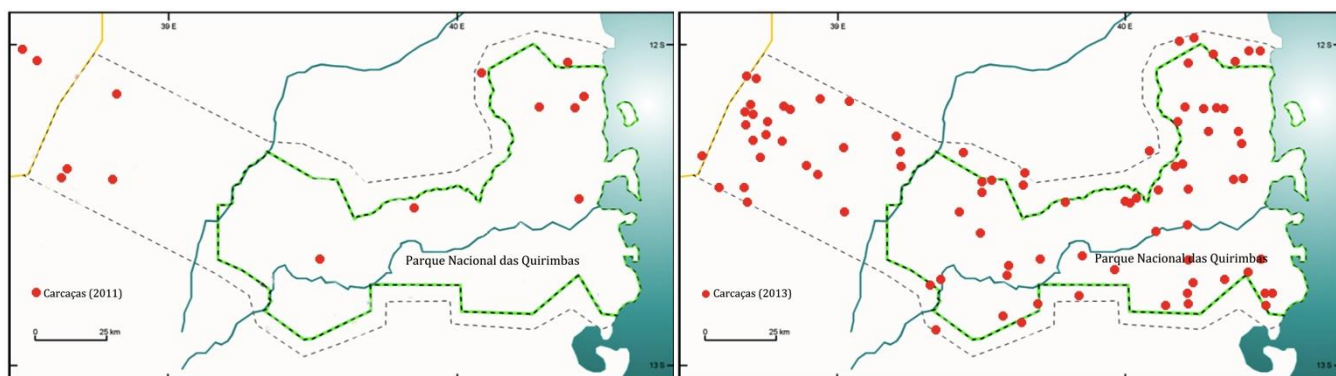 39 E
40 E
12 S
Parque Nacional das Quirimbas
Carcaças (2011)
0
25 km
13 S
39 E
40 E
12 S
Parque Nacional das Quirimbas
Carcaças (2013)
0
25 km
13 S